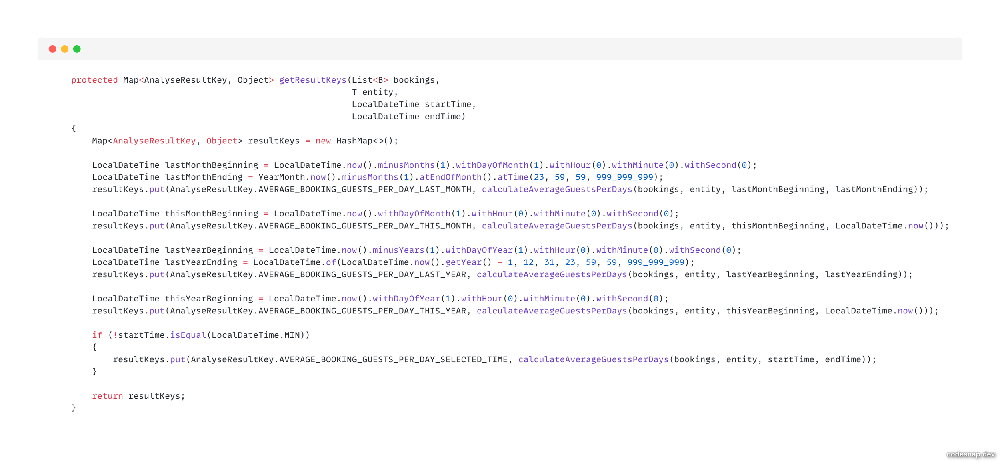 protected Map<AnalyseResultKey, Object> getResultKeys(List<B> bookings,
T entity,
LocalDateTime startTime,
LocalDateTime endTime)
{
Map<AnalyseResultKey, Object> resultKeys = new HashMap<>();
LocalDateTime lastMonthBeginning = LocalDateTime.now().minusMonths(1).withDayOfMonth(1).withHour(0).withMinute(0).withSecond(0);
LocalDateTime lastMonthEnding = YearMonth.now().minusMonths(1).atEndOfMonth().atTime(23, 59, 59, 999_999_999);
resultKeys.put(AnalyseResultKey.AVERAGE_BOOKING_GUESTS_PER_DAY_LAST_MONTH, calculateAverageGuestsPerDays(bookings, entity, lastMonthBeginning, lastMonthEnding));
LocalDateTime thisMonthBeginning = LocalDateTime.now().withDayOfMonth(1).withHour(0).withMinute(0).withSecond(0);
resultKeys.put(AnalyseResultKey.AVERAGE_BOOKING_GUESTS_PER_DAY_THIS_MONTH, calculateAverageGuestsPerDays(bookings, entity, thisMonthBeginning, LocalDateTime.now()));
LocalDateTime lastYearBeginning = LocalDateTime.now().minusYears(1).withDayOfYear(1).withHour(0).withMinute(0).withSecond(0);
LocalDateTime lastYearEnding = LocalDateTime.of(LocalDateTime.now().getYear() - 1, 12, 31, 23, 59, 59, 999_999_999);
resultKeys.put(AnalyseResultKey.AVERAGE_BOOKING_GUESTS_PER_DAY_LAST_YEAR, calculateAverageGuestsPerDays(bookings, entity, lastYearBeginning, lastYearEnding));
LocalDateTime thisYearBeginning = LocalDateTime.now().withDayOfYear(1).withHour(0).withMinute(0).withSecond(0);
resultKeys.put(AnalyseResultKey.AVERAGE_BOOKING_GUESTS_PER_DAY_THIS_YEAR, calculateAverageGuestsPerDays(bookings, entity, thisYearBeginning, LocalDateTime.now()));
if (!startTime.isEqual(LocalDateTime.MIN))
{
resultKeys.put(AnalyseResultKey.AVERAGE_BOOKING_GUESTS_PER_DAY_SELECTED_TIME, calculateAverageGuestsPerDays(bookings, entity, startTime, endTime));
}
return resultKeys;
}
codesnap.dev